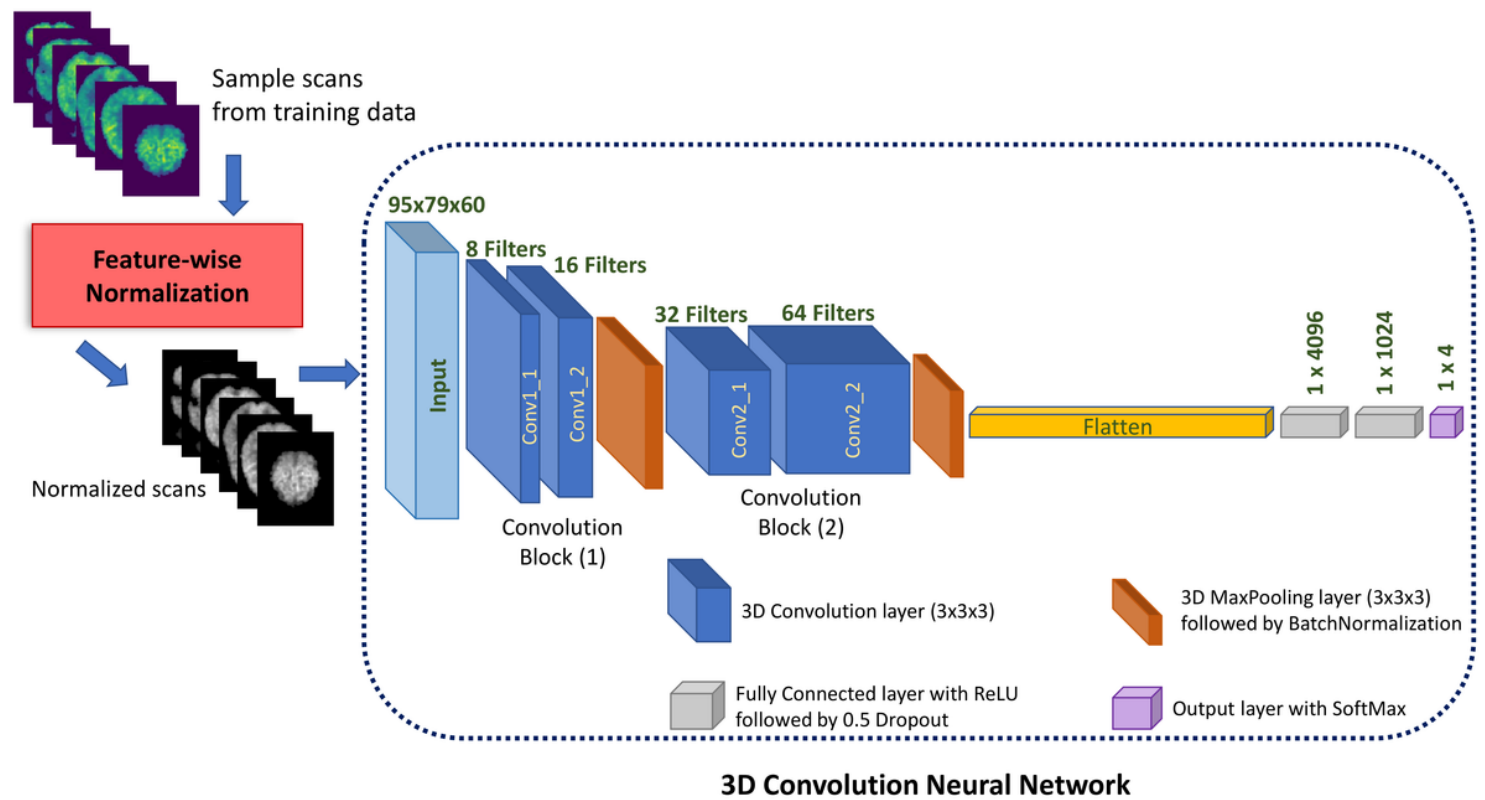 Sample scans
from training data
Feature-wise
Normalization
Normalized scans
95x79x60
Input
8 Filters
16 Filters
Conv1_1
Conv1_2
Convolution
Block (1)
32 Filters
64 Filters
Conv2_1
Conv2_2
Convolution
Block (2)
Flatten
1 x 4096
1 x 1024
1 x 4
3D Convolution layer (3x3x3)
3D MaxPooling layer (3x3x3)
followed by BatchNormalization
Fully Connected layer with ReLU
followed by 0.5 Dropout
Output layer with SoftMax
3D Convolution Neural Network